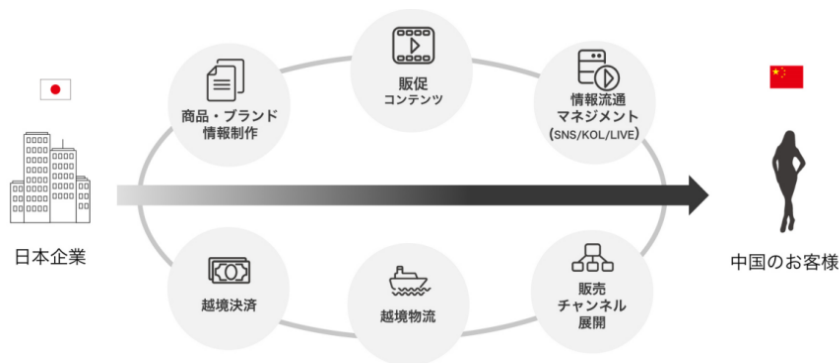 商品・ブランド
情報制作
販促
コンテンツ
情報流通
マネジメント
(SNS/KOL/LIVE)
日本企業
中国のお客様
越境決済
越境物流
販売
チャンネル
展開